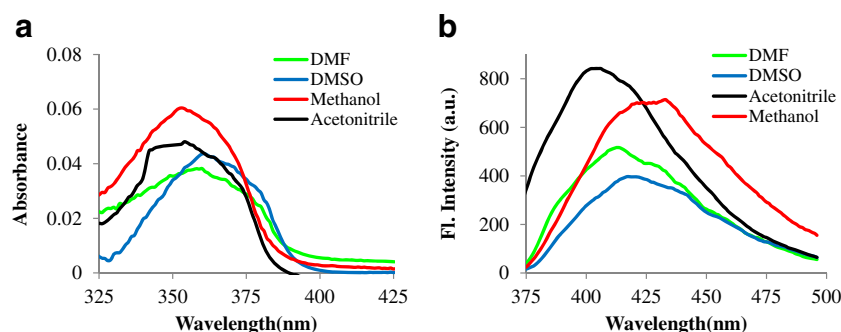 a
0.08
0.06
0.04
0.02
0
Absorbance
325
350
375
400
425
Wavelength(nm)
DMF
DMSO
Methanol
Acetonitrile
b
800
600
400
200
0
Fl. Intensity (a.u.)
375
400
425
450
475
500
Wavelength(nm)
DMF
DMSO
Acetonitrile
Methanol